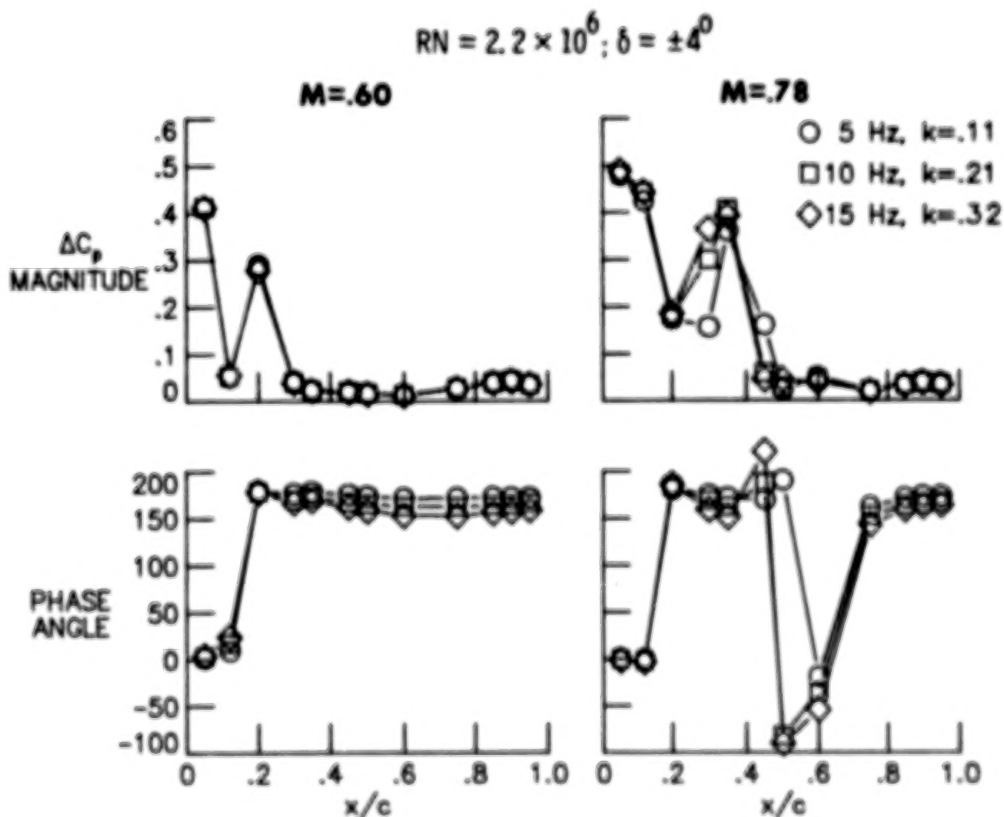 RN = 2.2 × 10⁶; δ = ±4⁰
M=.60
M=.78
○ 5 Hz, k=.11
□ 10 Hz, k=.21
◇ 15 Hz, k=.32
ΔCₚ
MAGNITUDE
.6
.5
.4
.3
.2
.1
0
PHASE
ANGLE
200
150
100
50
0
-50
-100
0 .2 .4 .6 .8 1.0
x/c
0 .2 .4 .6 .8 1.0
x/c